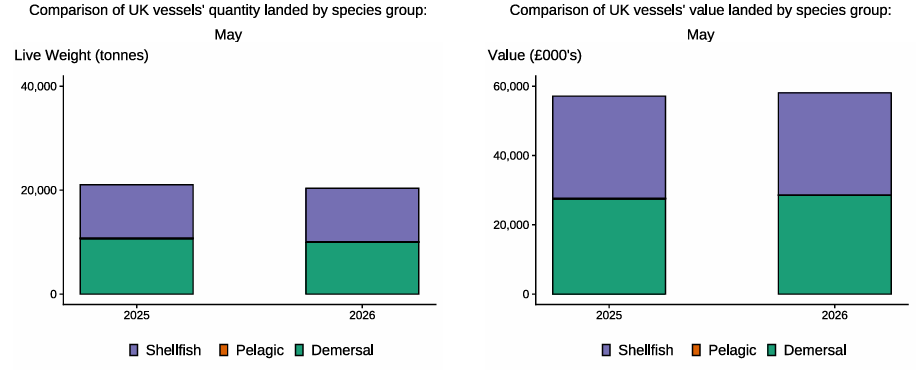 Comparison of UK vessels' quantity landed by species group:
May
Live Weight (tonnes)
40,000
20,000
0
2025
2026
Shellfish
Pelagic
Demersal
Comparison of UK vessels' value landed by species group:
May
Value (£000's)
60,000
40,000
20,000
0
2025
2026
Shellfish
Pelagic
Demersal